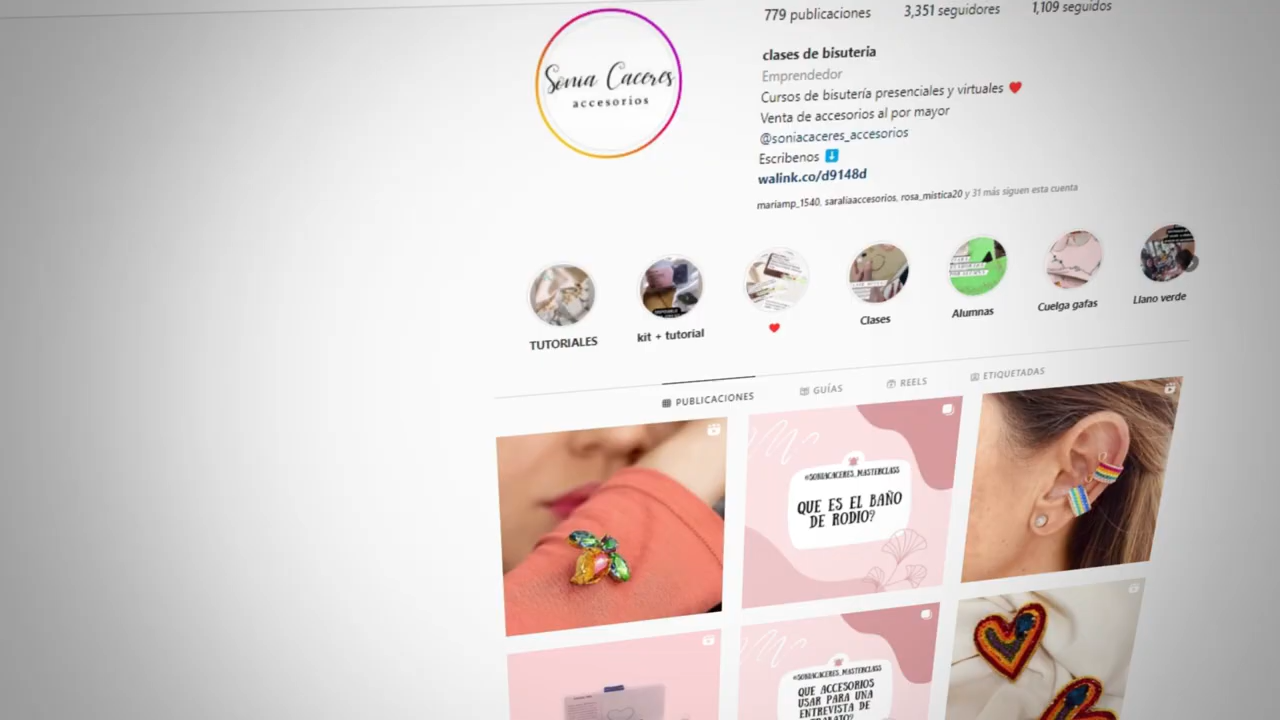 779 publicaciones 3,351 seguidores 1,109 seguidos
Sonia Caceres
accesorios
clases de bisuteria
Emprendedor
Cursos de bisutería presenciales y virtuales
Venta de accesorios al por mayor
@soniacaceres_accesorios
Escribenos
walink.co/d9148d
mariamp_1540, saraliaaccesorios, rosa_mistica20 y 31 más siguen esta cuenta
TUTORIALES
kit + tutorial
Clases
Alumnas
Cuelga gafas
Llano verde
PUBLICACIONES
GUÍAS
REELS
ETIQUETADAS
@SONIACACERES_MASTERCLASS
QUE ES EL BAÑO
DE RODIO?
@SONIACACERES_MASTERCLASS
QUE ACCESORIOS
USAR PARA UNA
ENTREVISTA DE